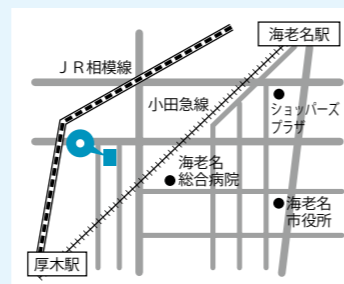 海老名駅
ＪＲ相模線
小田急線
ショッパーズ
プラザ
海老名
総合病院
海老名
市役所
厚木駅